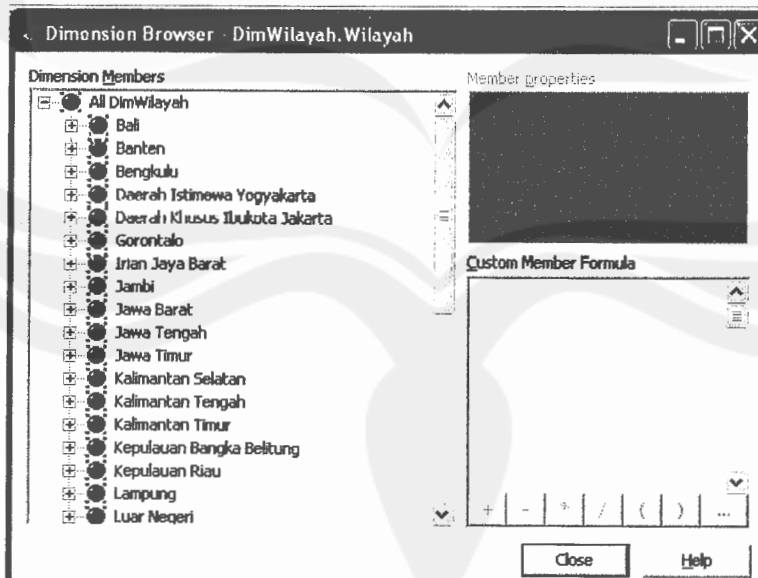 Dimension Browser - DimWilayah.Wilayah
Dimension Members
All DimWilayah
Bali
Banten
Bengkulu
Daerah Istimewa Yogyakarta
Daerah Khusus Ibukota Jakarta
Gorontalo
Irian Jaya Barat
Jambi
Jawa Barat
Jawa Tengah
Jawa Timur
Kalimantan Selatan
Kalimantan Tengah
Kalimantan Timur
Kepulauan Bangka Belitung
Kepulauan Riau
Lampung
Luar Negeri
Member properties
Custom Member Formula
+ - * / ( ) ...
Close Help